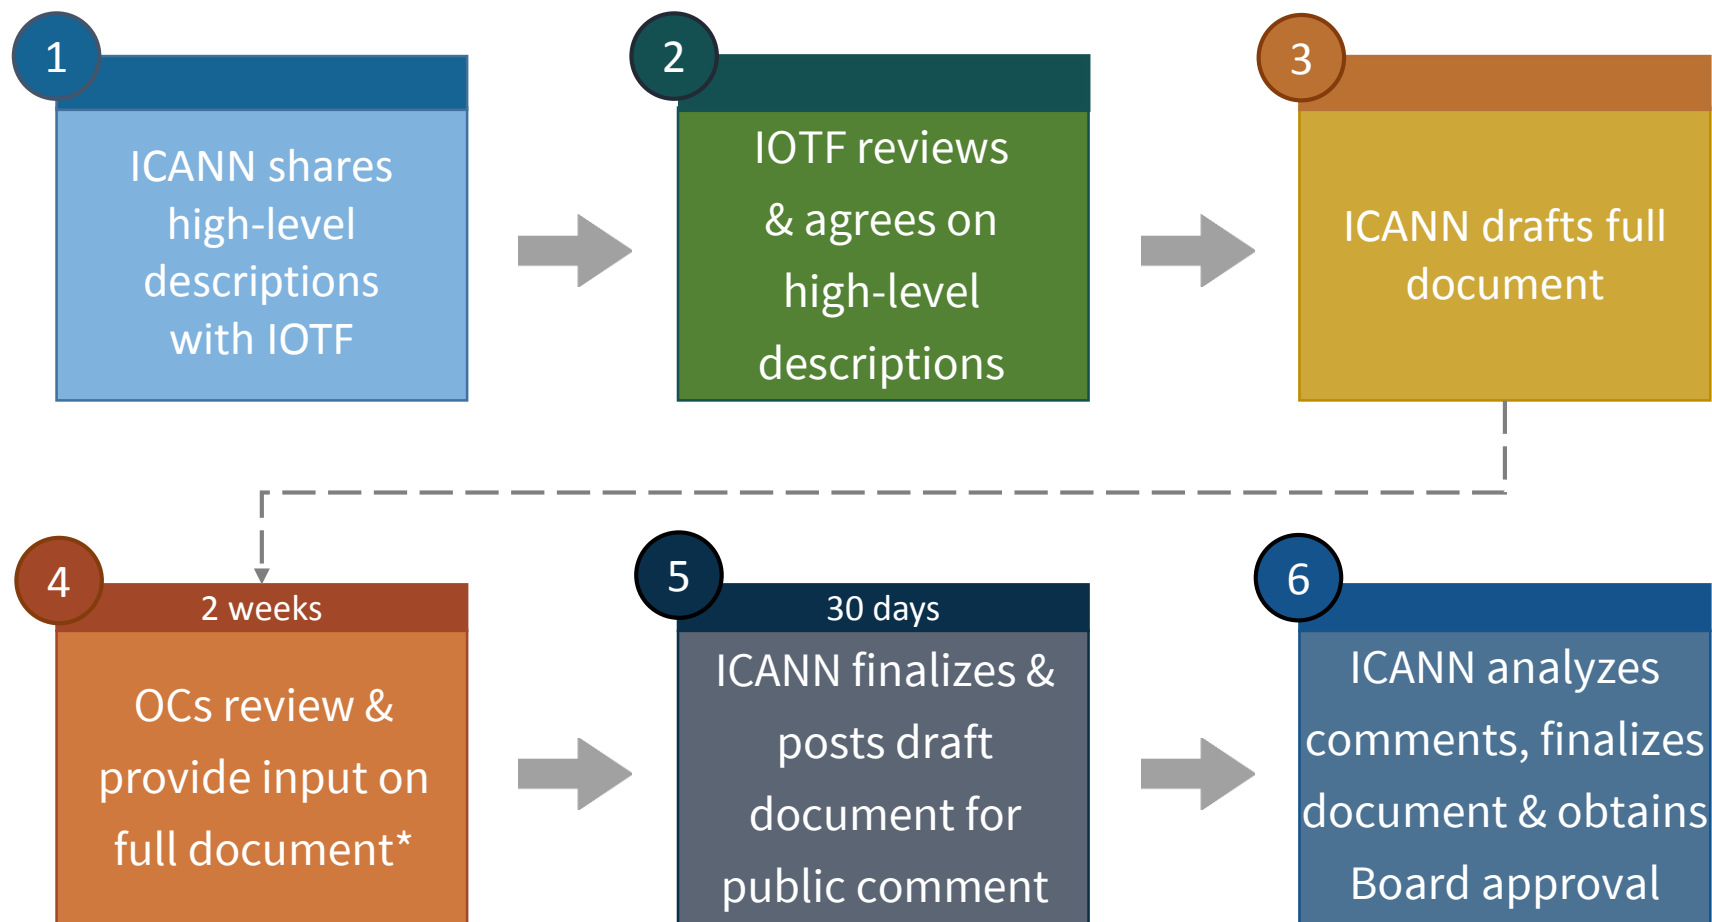 1
ICANN shares
high-level
descriptions
with IOTF
2
IOTF reviews
& agrees on
high-level
descriptions
3
ICANN drafts full
document
4
2 weeks
OCs review &
provide input on
full document*
5
30 days
ICANN finalizes &
posts draft
document for
public comment
6
ICANN analyzes
comments, finalizes
document & obtains
Board approval